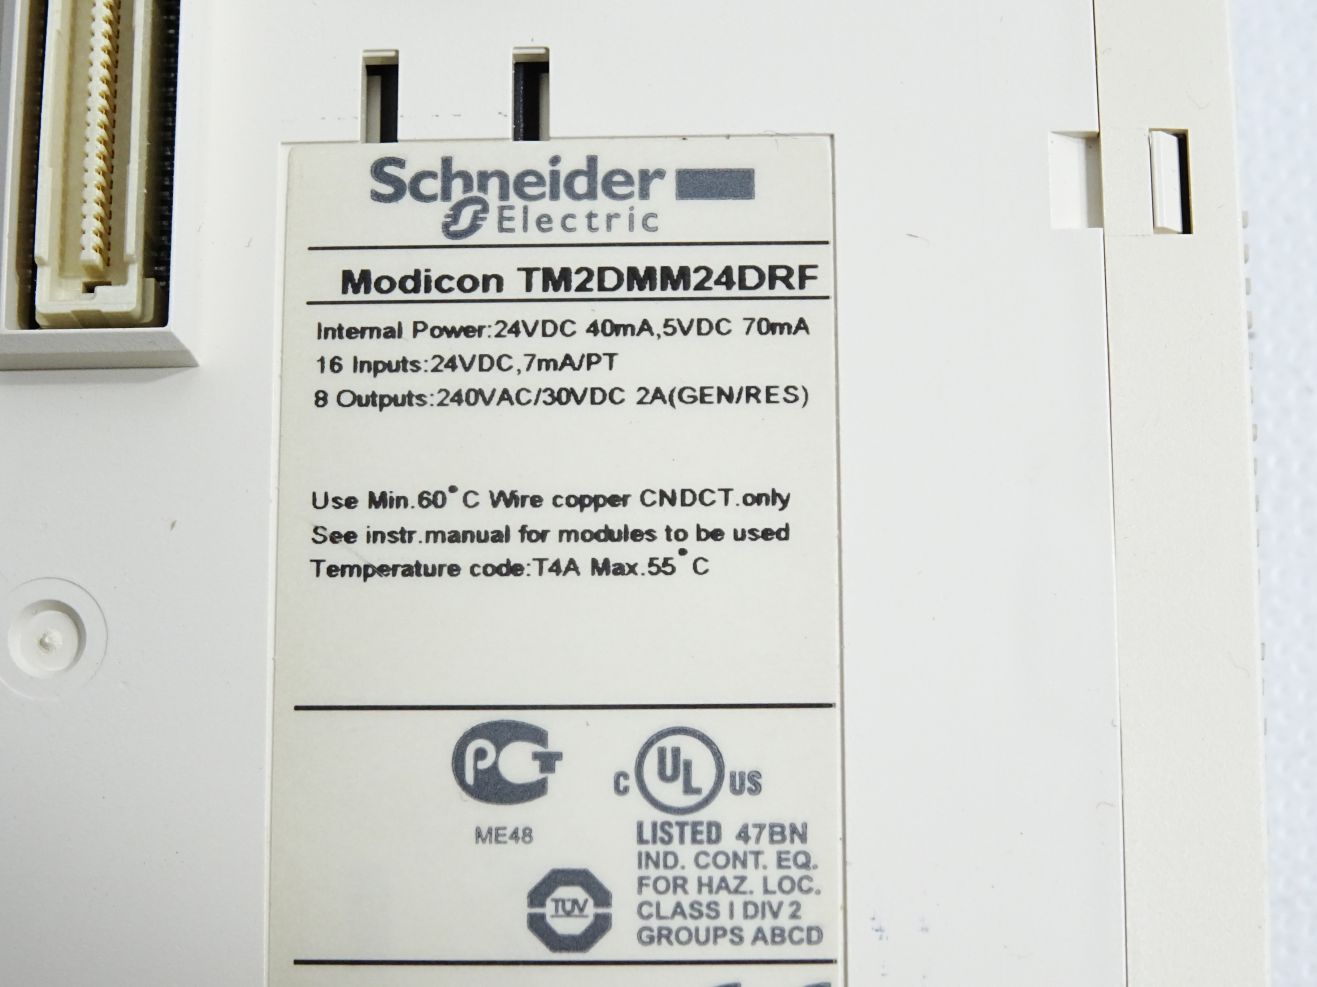 Schneider
Electric
Modicon TM2DMM24DRF
Internal Power:24VDC 40mA,5VDC 70mA
16 Inputs:24VDC,7mA/PT
8 Outputs:240VAC/30VDC 2A(GEN/RES)
Use Min.60°C Wire copper CNDCT.only
See instr.manual for modules to be used
Temperature code:T4A Max.55°C
PCT
C UL US
ME48
LISTED 47BN
IND. CONT. EQ.
FOR HAZ. LOC.
TÜV
CLASS I DIV 2
GROUPS ABCD